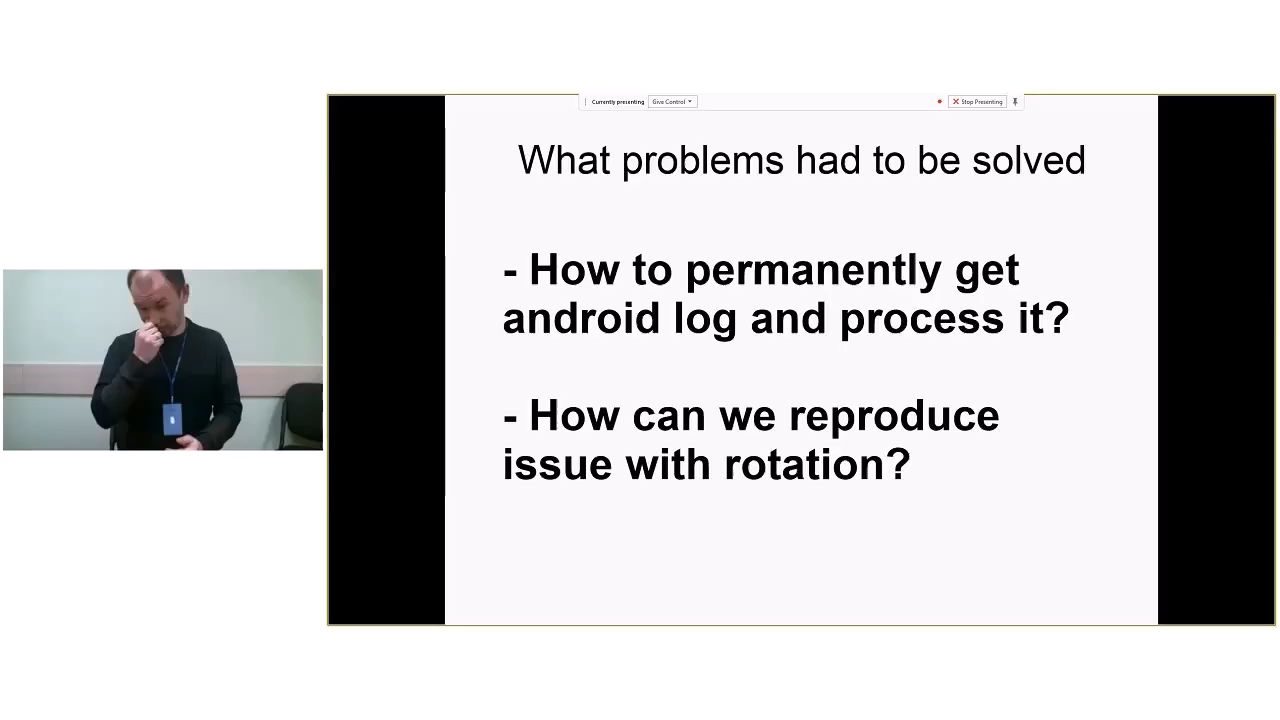 Currently presenting Give Control Stop Presenting
What problems had to be solved
- How to permanently get
android log and process it?
- How can we reproduce
issue with rotation?